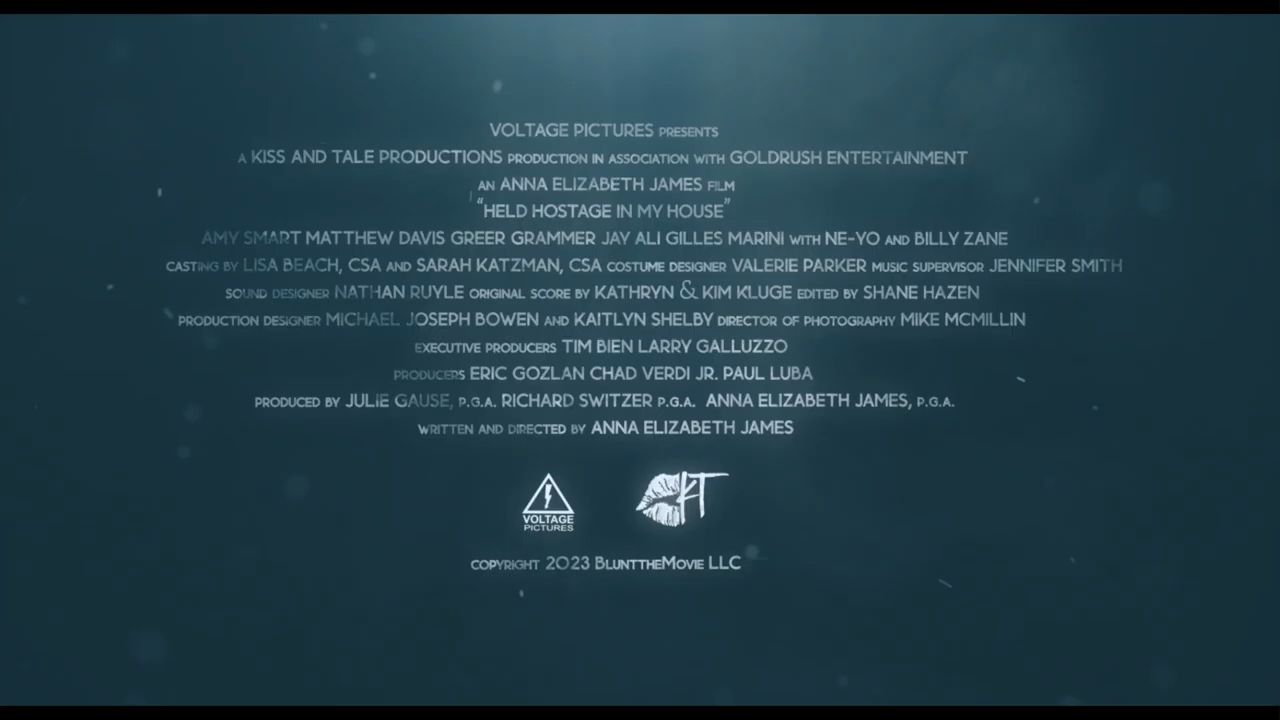 VOLTAGE PICTURES PRESENTS
A KISS AND TALE PRODUCTIONS PRODUCTION IN ASSOCIATION WITH GOLDRUSH ENTERTAINMENT
AN ANNA ELIZABETH JAMES FILM
“HELD HOSTAGE IN MY HOUSE”
AMY SMART MATTHEW DAVIS GREER GRAMMER JAY ALI GILLES MARINI WITH NE-YO AND BILLY ZANE
CASTING BY LISA BEACH, CSA AND SARAH KATZMAN, CSA COSTUME DESIGNER VALERIE PARKER MUSIC SUPERVISOR JENNIFER SMITH
SOUND DESIGNER NATHAN RUYLE ORIGINAL SCORE BY KATHRYN & KIM KLUGE EDITED BY SHANE HAZEN
PRODUCTION DESIGNER MICHAEL JOSEPH BOWEN AND KAITLYN SHELBY DIRECTOR OF PHOTOGRAPHY MIKE MCMILLIN
EXECUTIVE PRODUCERS TIM BIEN LARRY GALLUZZO
PRODUCERS ERIC GOZLAN CHAD VERDI JR. PAUL LUBA
PRODUCED BY JULIE GAUSE, P.G.A. RICHARD SWITZER P.G.A. ANNA ELIZABETH JAMES, P.G.A.
WRITTEN AND DIRECTED BY ANNA ELIZABETH JAMES
VOLTAGE
PICTURES
KT
COPYRIGHT 2023 BLUNTTHEMOVIE LLC